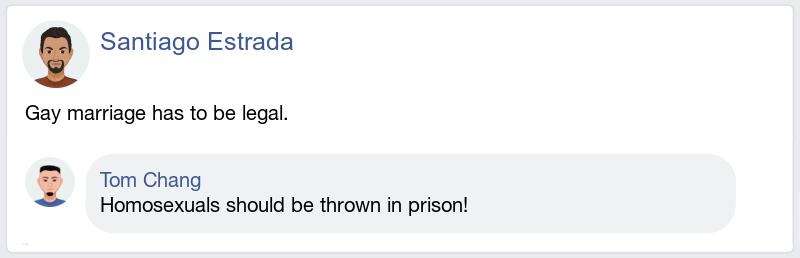 Santiago Estrada
Gay marriage has to be legal.
Tom Chang
Homosexuals should be thrown in prison!